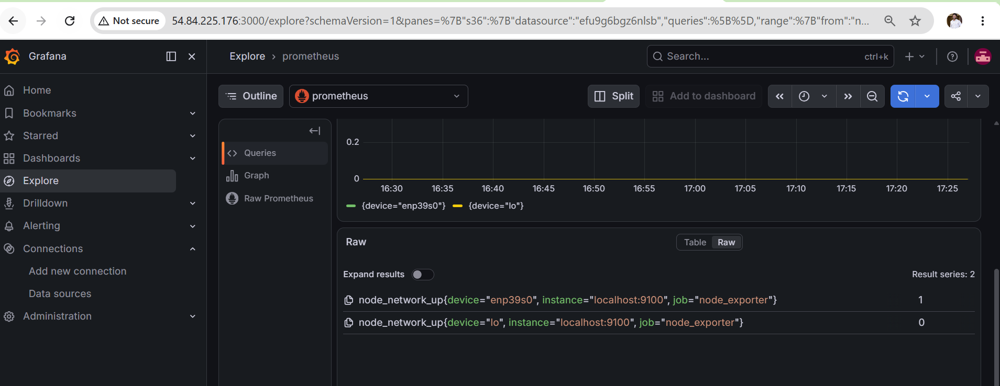 Not secure
54.84.225.176:3000/explore?schemaVersion=1&panes=%7B"s36":%7B"datasource":"efu9g6bgz6nlsb","queries":%5B%5D,"range":%7B"from":"n...
Grafana
Explore › prometheus
Search...
ctrl+k
Home
Bookmarks
Starred
Dashboards
Explore
Drilldown
Alerting
Connections
Add new connection
Data sources
Administration
Outline
prometheus
Split
Add to dashboard
Queries
Graph
Raw Prometheus
0.2
0
16:30 16:35 16:40 16:45 16:50 16:55 17:00 17:05 17:10 17:15 17:20 17:25
{device="enp39s0"} {device="lo"}
Raw
Table Raw
Expand results
Result series: 2
node_network_up{device="enp39s0", instance="localhost:9100", job="node_exporter"} 1
node_network_up{device="lo", instance="localhost:9100", job="node_exporter"} 0